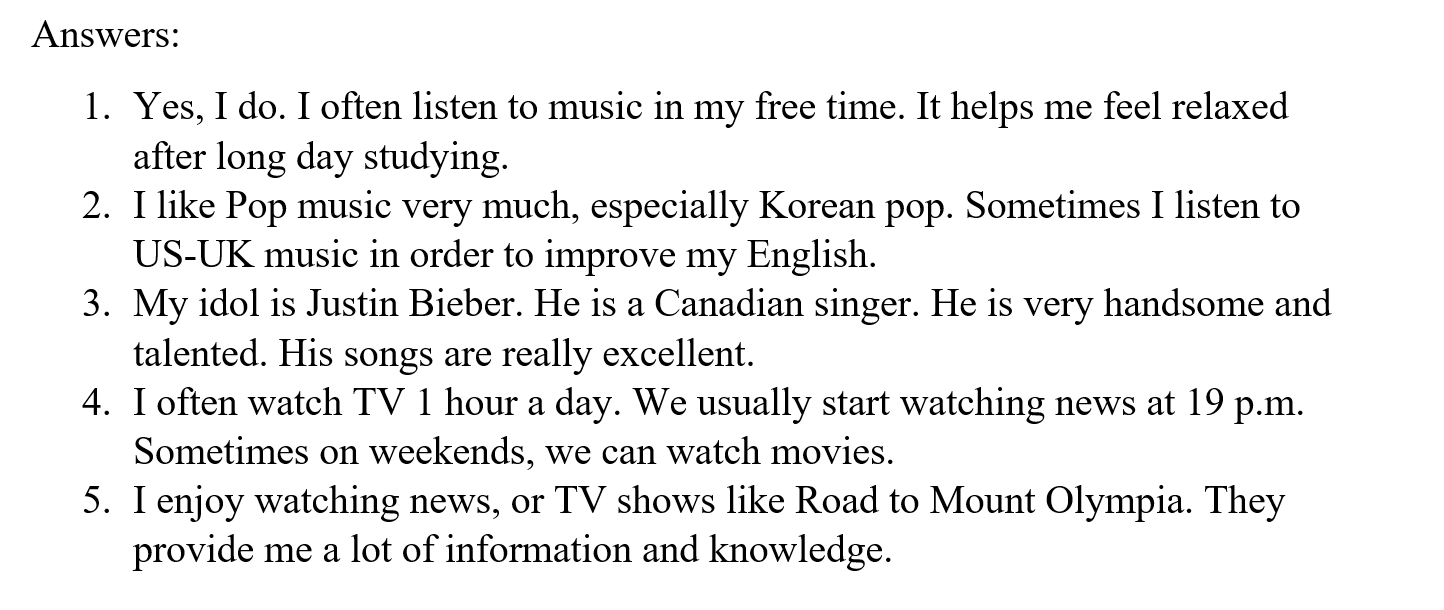 Answers:
1. Yes, I do. I often listen to music in my free time. It helps me feel relaxed
after long day studying.
2. I like Pop music very much, especially Korean pop. Sometimes I listen to
US-UK music in order to improve my English.
3. My idol is Justin Bieber. He is a Canadian singer. He is very handsome and
talented. His songs are really excellent.
4. I often watch TV 1 hour a day. We usually start watching news at 19 p.m.
Sometimes on weekends, we can watch movies.
5. I enjoy watching news, or TV shows like Road to Mount Olympia. They
provide me a lot of information and knowledge.